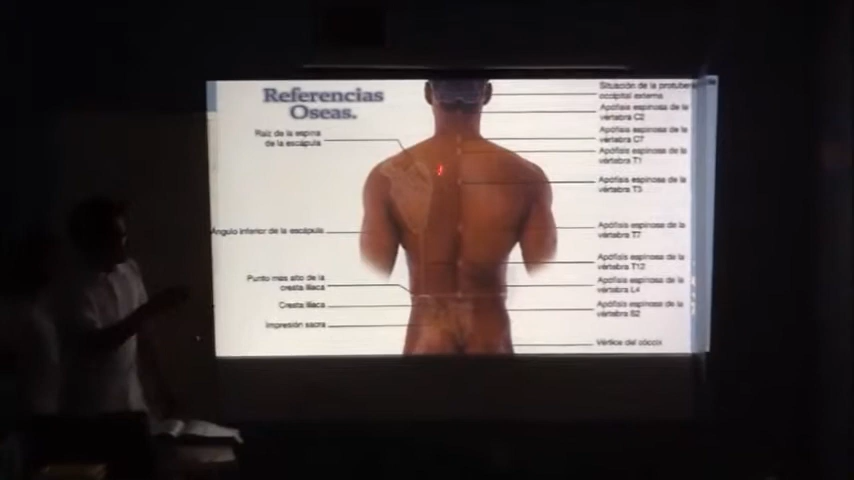 Referencias
Oseas.
Raíz de la espina
de la escápula
Ángulo inferior de la escápula
Punto más alto de la
cresta ilíaca
Cresta ilíaca
Impresión sacra
Situación de la protuberancia
occipital externa
Apófisis espinosa de la
vértebra C2
Apófisis espinosa de la
vértebra C7
Apófisis espinosa de la
vértebra T1
Apófisis espinosa de la
vértebra T3
Apófisis espinosa de la
vértebra T7
Apófisis espinosa de la
vértebra T12
Apófisis espinosa de la
vértebra L4
Apófisis espinosa de la
vértebra S2
Vértice del cóccix